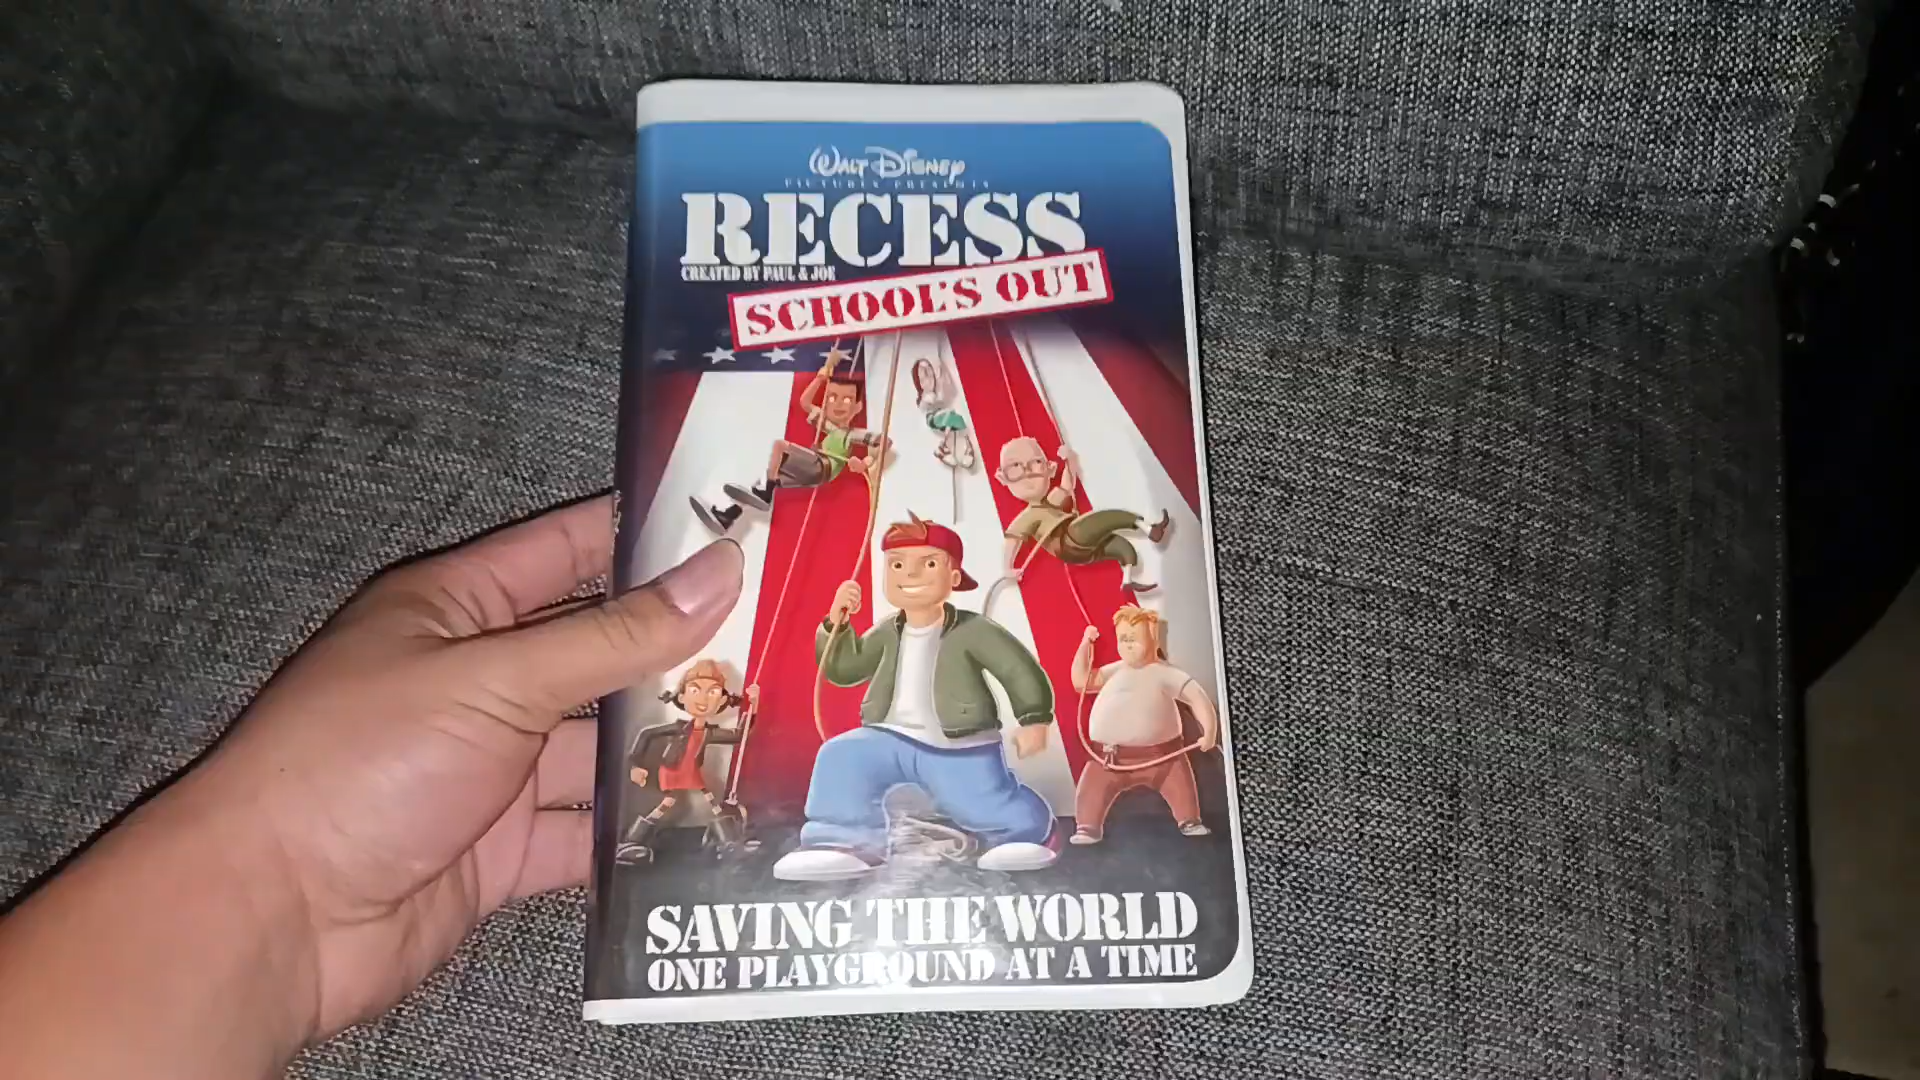 WALT DISNEY
PICTURES PRESENTS
RECESS
CREATED BY PAUL & JOE
SCHOOL'S OUT
SAVING THE WORLD
ONE PLAYGROUND AT A TIME